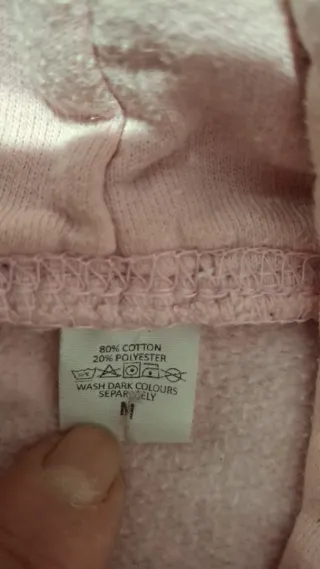 80% COTTON
20% POLYESTER
WASH DARK COLOURS
SEPARATELY
M